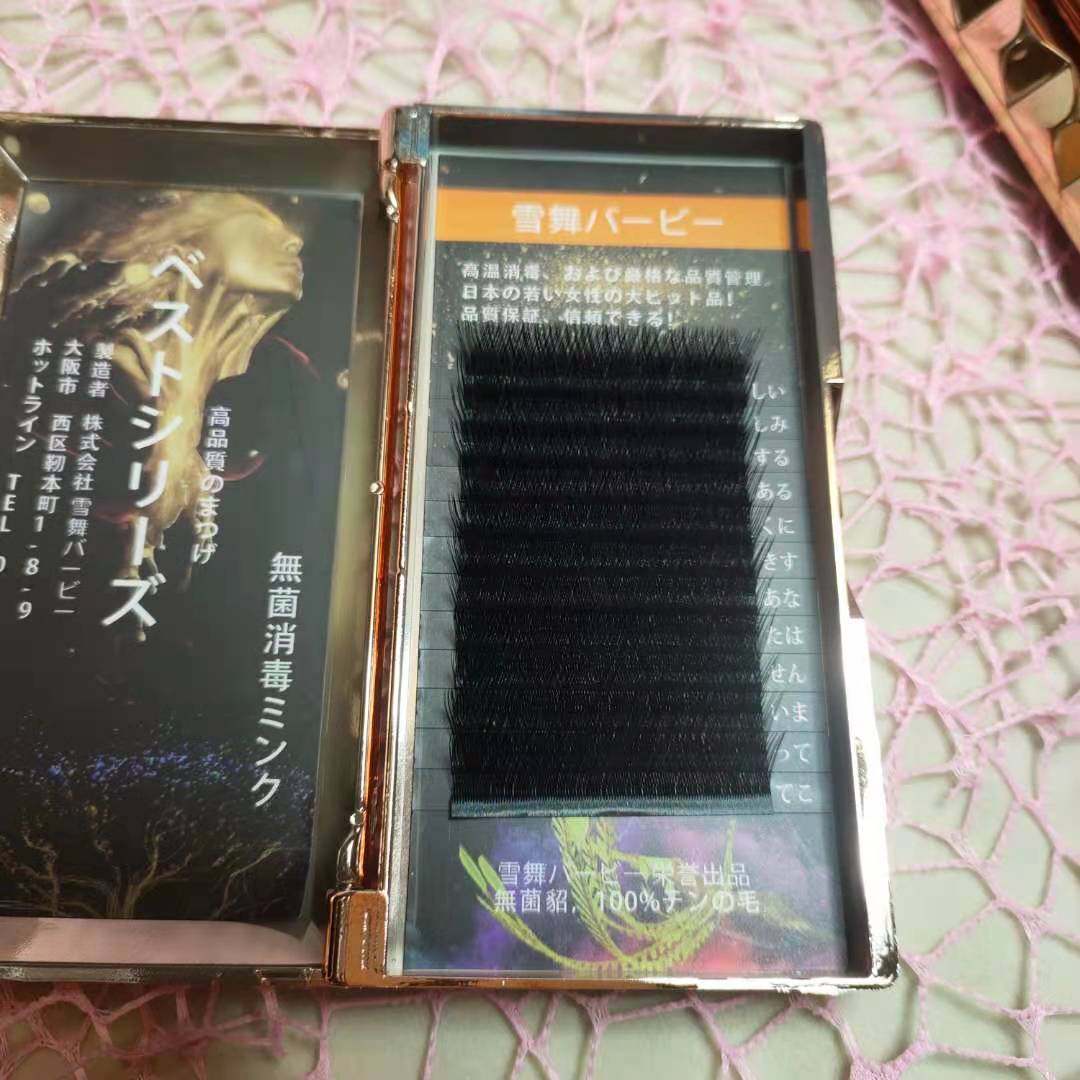 ベストシリーズ
高品質のまつげ
無菌消毒ミンク
製造者 株式会社 雪舞バービー
大阪市 西区靭本町1-8-9
ホットライン TEL 0
雪舞バービー
高温消毒、および厳格な品質管理
日本の若い女性の大ヒット品!
品質保証、信頼できる!
しい
しみ
する
ある
くに
きす
あな
たは
せん
いま
って
てこ
雪舞バービー 栄誉出品
無菌貂，100%テンの毛